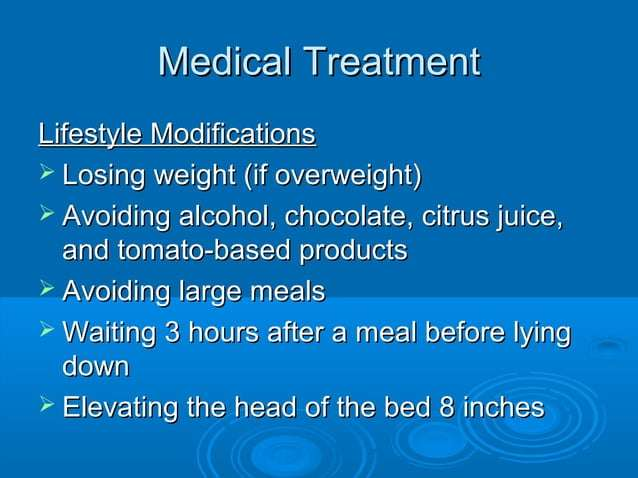 Medical Treatment
Lifestyle Modifications
➢ Losing weight (if overweight)
➢ Avoiding alcohol, chocolate, citrus juice,
and tomato-based products
➢ Avoiding large meals
➢ Waiting 3 hours after a meal before lying
down
➢ Elevating the head of the bed 8 inches